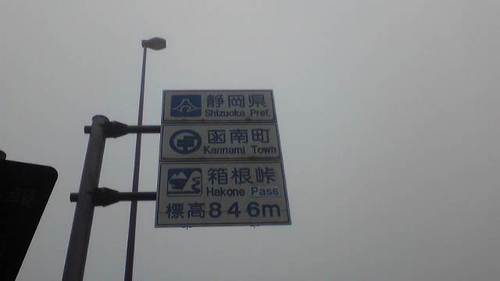 静岡県
Shizuoka Pref.
函南町
Kannami Town
箱根峠
Hakone Pass
標高846m